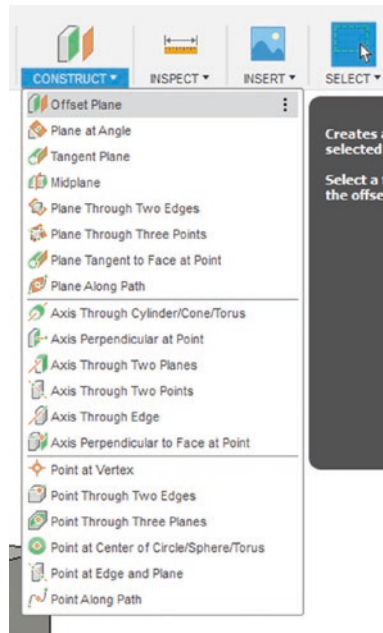 CONSTRUCT ▾ INSPECT ▾ INSERT ▾ SELECT ▾
Offset Plane
Plane at Angle
Tangent Plane
Midplane
Plane Through Two Edges
Plane Through Three Points
Plane Tangent to Face at Point
Plane Along Path
Axis Through Cylinder/Cone/Torus
Axis Perpendicular at Point
Axis Through Two Planes
Axis Through Two Points
Axis Through Edge
Axis Perpendicular to Face at Point
Point at Vertex
Point Through Two Edges
Point Through Three Planes
Point at Center of Circle/Sphere/Torus
Point at Edge and Plane
Point Along Path
Creates
selected
Select a
the offse